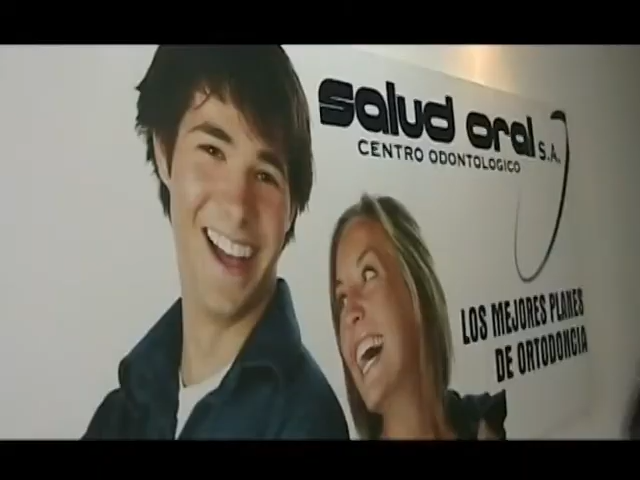 salud oral S.A.
CENTRO ODONTOLOGICO
LOS MEJORES PLANES
DE ORTODONCIA